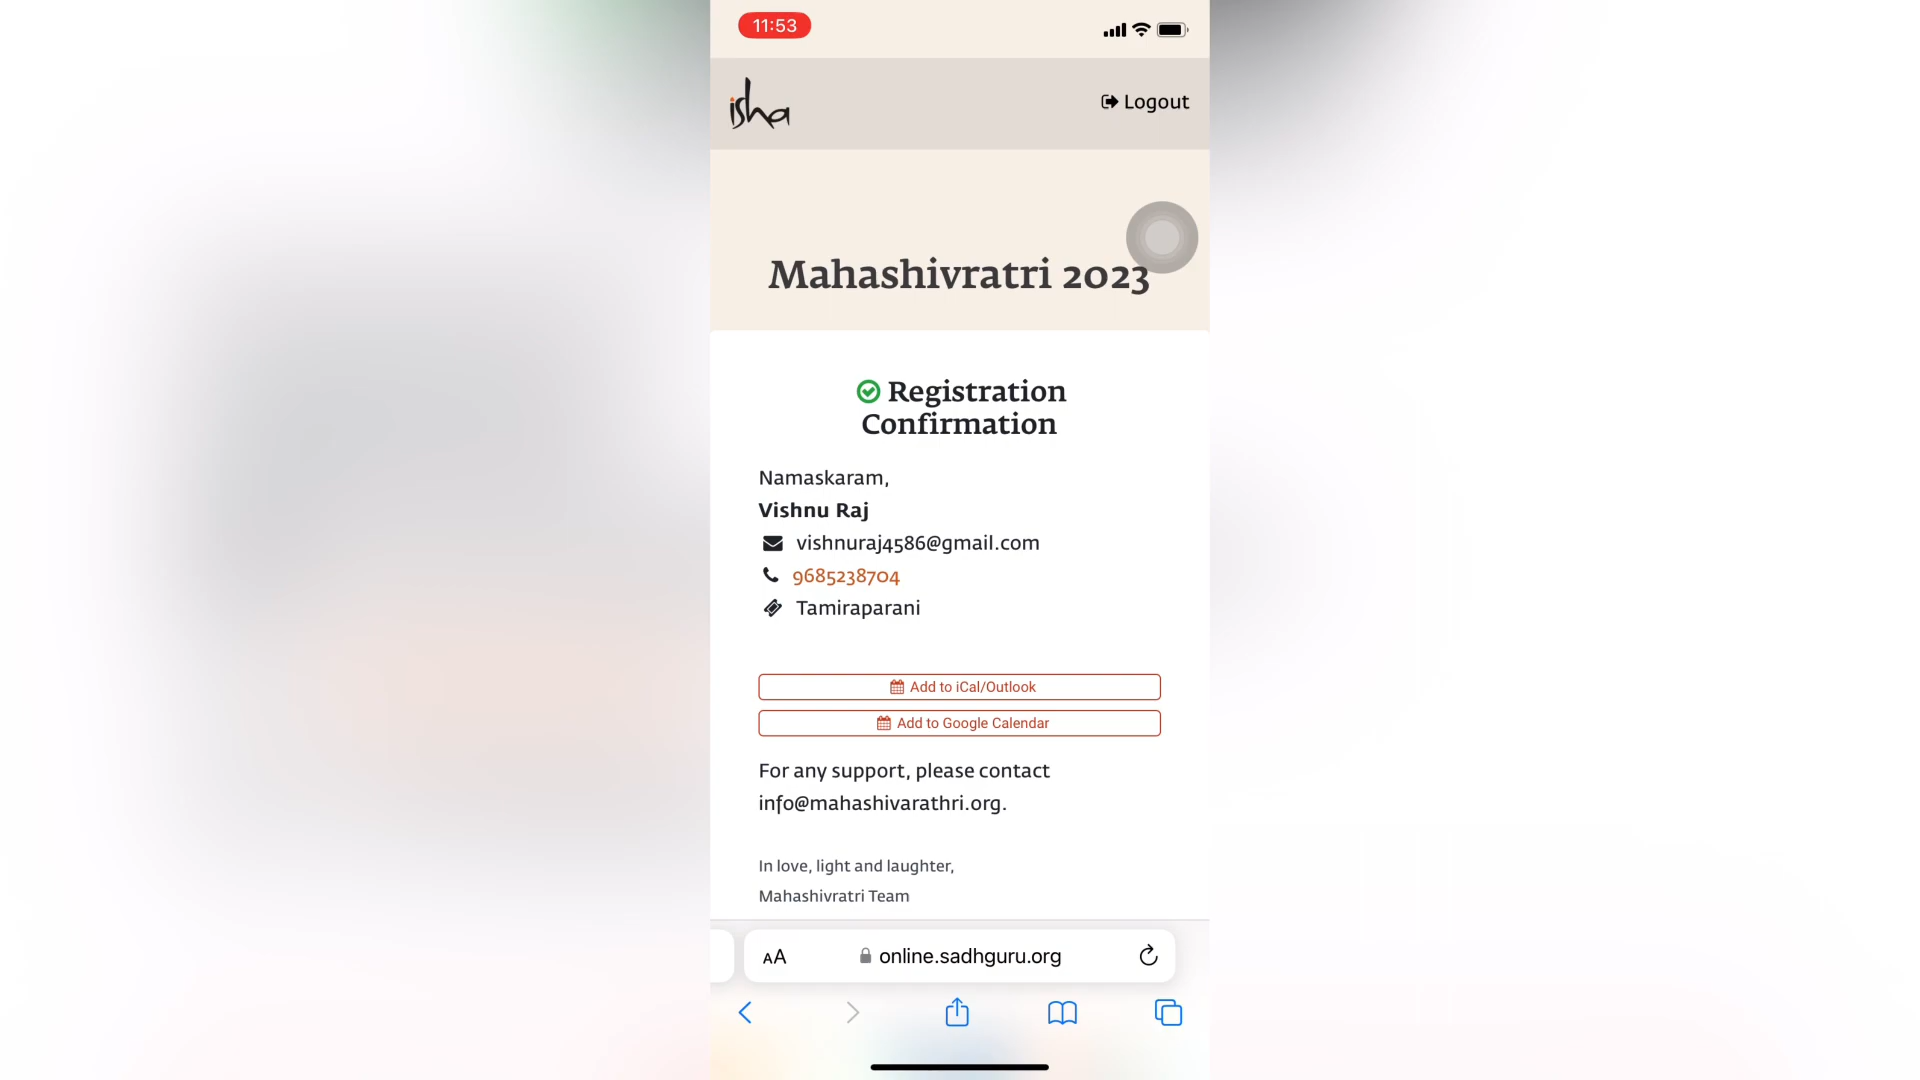 11:53
isha
Logout
Mahashivratri 2023
Registration
Confirmation
Namaskaram,
Vishnu Raj
vishnuraj4586@gmail.com
9685238704
Tamiraparani
Add to iCal/Outlook
Add to Google Calendar
For any support, please contact
info@mahashivarathri.org.
In love, light and laughter,
Mahashivratri Team
AA
online.sadhguru.org